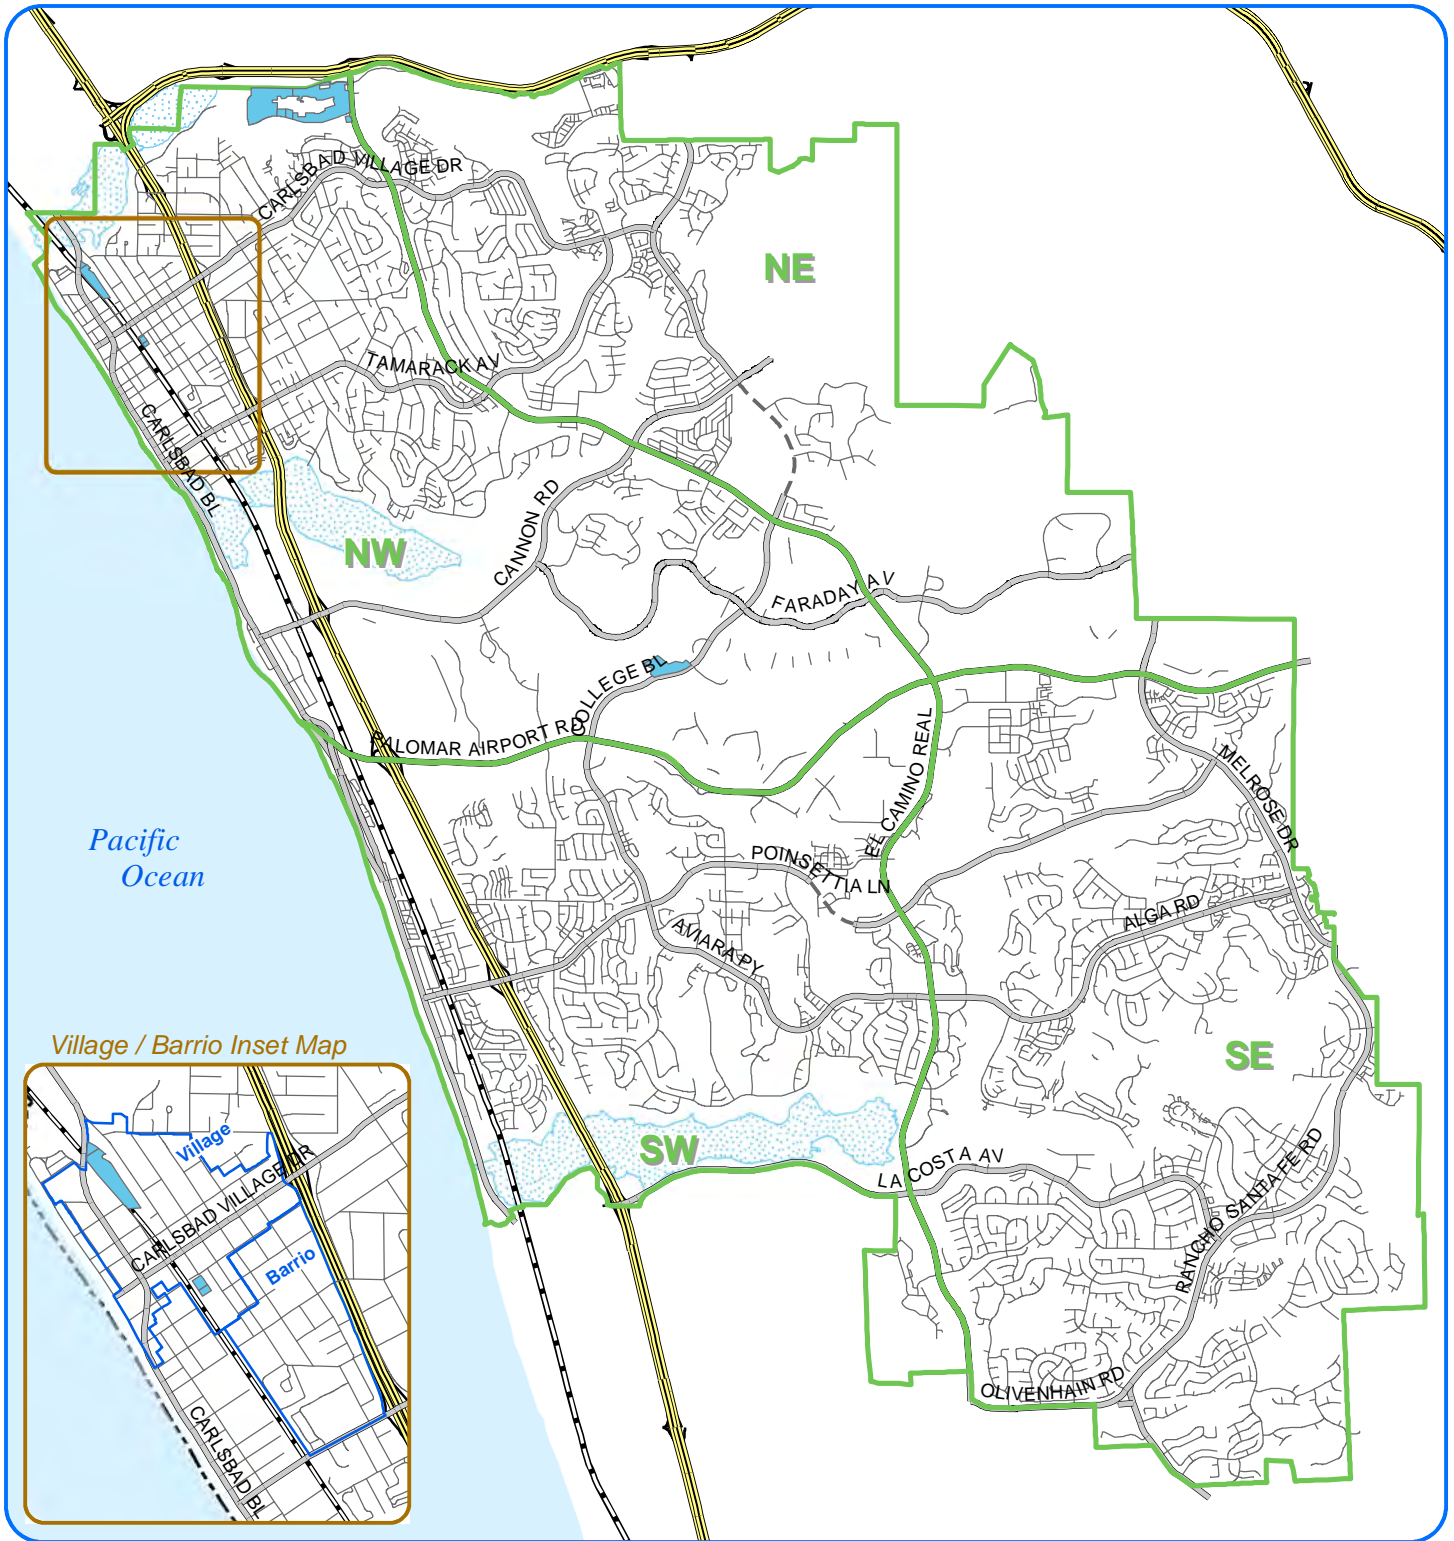 CARLSBAD VILLAGE DR
NE
TAMARACK AV
CARLSBAD BL
CANNON RD
NW
FARADAY AV
COLLEGE BL
PALOMAR AIRPORT RD
EL CAMINO REAL
MELROSE DR
Pacific
Ocean
POINSETTIA LN
ALGA RD
AVIARA PY
Village / Barrio Inset Map
SE
SW
LA COSTA AV
RANCHO SANTA FE RD
OLIVENHAIN RD
Village
CARLSBAD VILLAGE DR
Barrio
CARLSBAD BL